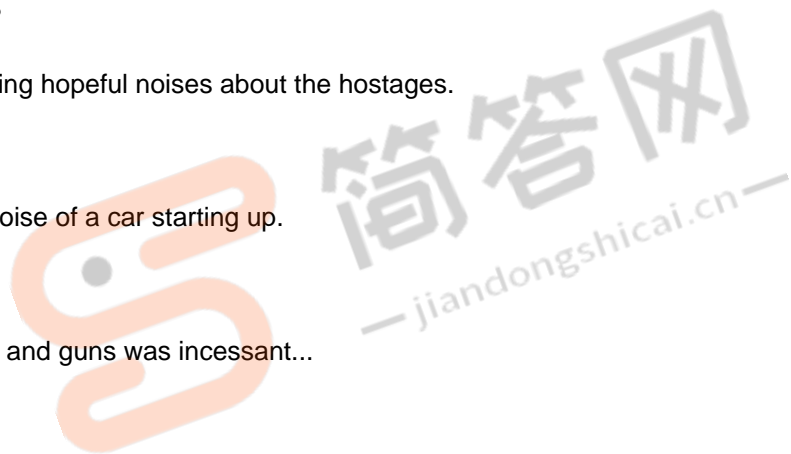 ing hopeful noises about the hostages.
简答网
oise of a car starting up.
jiandongshicai.cn
and guns was incessant...